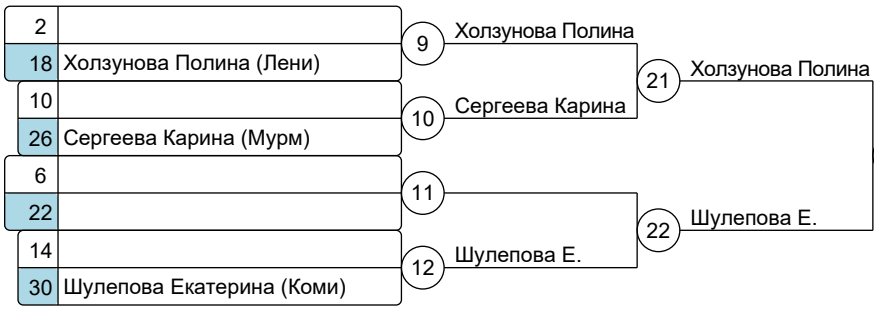 2
18 Холзунова Полина (Лени)
10
26 Сергеева Карина (Мурм)
6
22
14
30 Шулепова Екатерина (Коми)
9
Холзунова Полина
10
Сергеева Карина
11
12
Шулепова Е.
21
Холзунова Полина
22
Шулепова Е.